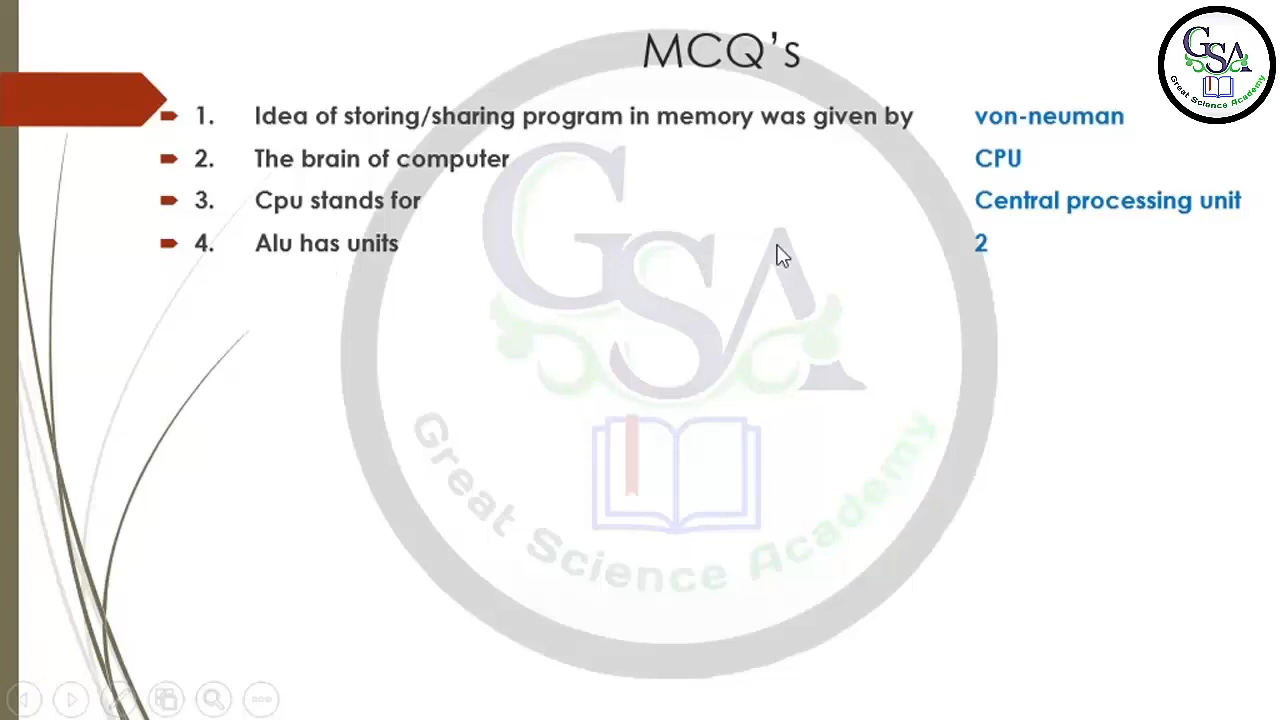 MCQ's
GSA
Great Science Academy
1. Idea of storing/sharing program in memory was given by von-neuman
2. The brain of computer CPU
3. Cpu stands for Central processing unit
4. Alu has units 2
GSA
Great Science Academy